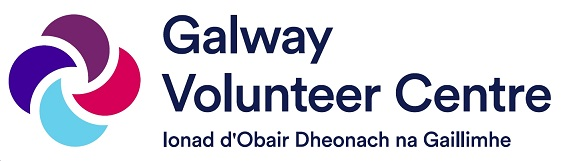 Galway
Volunteer Centre
Ionad d'Obair Dheonach na Gaillimhe